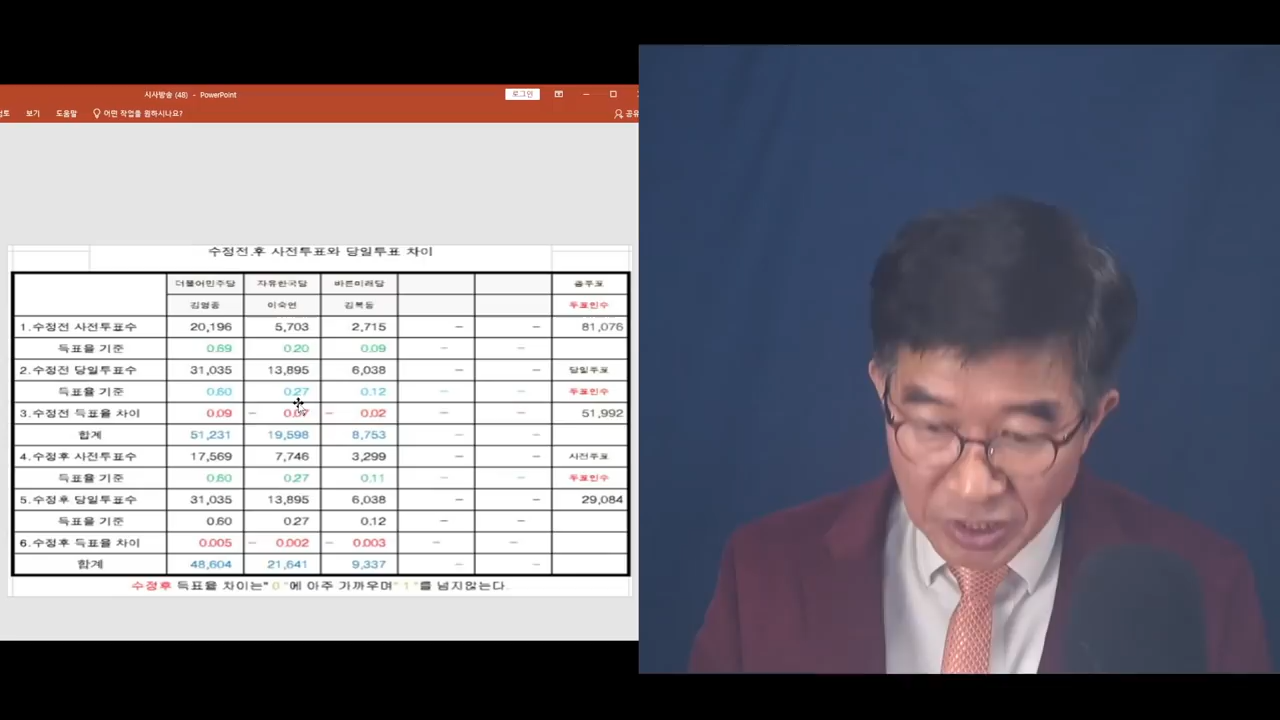 시사방송 (48) - PowerPoint
로그인
보기 도움말 어떤 작업을 원하시나요?
수정전.후 사전투표와 당일투표 차이
더불어민주당 자유한국당 바른미래당 총투표
이숙연 투표인수
1.수정전 사전투표수 20,196 5,703 2,715 – – 81,076
득표율 기준 0.69 0.20 0.09 – –
2.수정전 당일투표수 31,035 13,895 6,038 – – 당일투표
득표율 기준 0.60 0.27 0.12 – – 투표인수
3.수정전 득표율 차이 0.09 – 0.07 – 0.02 – – 51,992
합계 51,231 19,598 8,753 – –
4.수정후 사전투표수 17,569 7,746 3,299 – – 사전투표
득표율 기준 0.60 0.27 0.11 – – 투표인수
5.수정후 당일투표수 31,035 13,895 6,038 – – 29,084
득표율 기준 0.60 0.27 0.12 – –
6.수정후 득표율 차이 0.005 – 0.002 – 0.003 – –
합계 48,604 21,641 9,337 – –
수정후 득표율 차이는"0"에 아주 가까우며"1"를 넘지않는다.